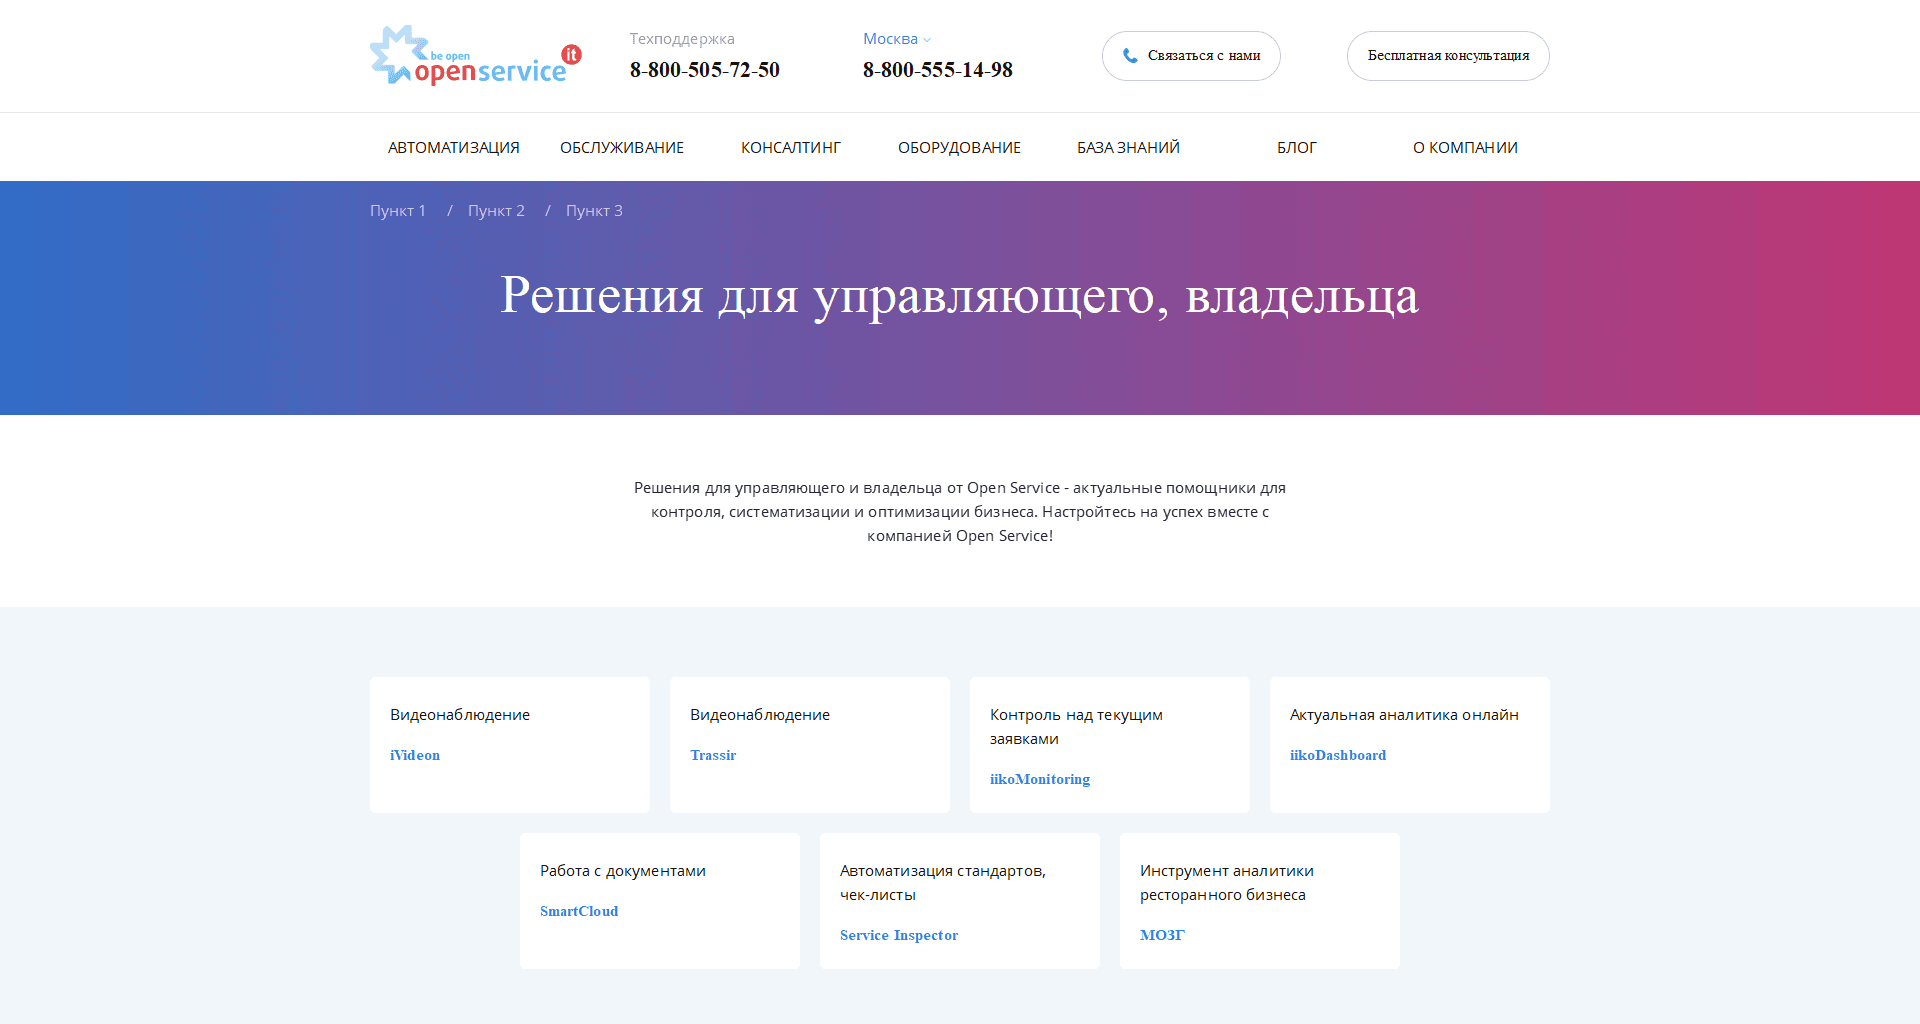 be open
openservice
it
Техподдержка
8-800-505-72-50
Москва
8-800-555-14-98
Связаться с нами
Бесплатная консультация
АВТОМАТИЗАЦИЯ ОБСЛУЖИВАНИЕ КОНСАЛТИНГ ОБОРУДОВАНИЕ БАЗА ЗНАНИЙ БЛОГ О КОМПАНИИ
Пункт 1 / Пункт 2 / Пункт 3
Решения для управляющего, владельца
Решения для управляющего и владельца от Open Service - актуальные помощники для
контроля, систематизации и оптимизации бизнеса. Настройтесь на успех вместе с
компанией Open Service!
Видеонаблюдение
iVideon
Видеонаблюдение
Trassir
Контроль над текущим
заявками
iikoMonitoring
Актуальная аналитика онлайн
iikoDashboard
Работа с документами
SmartCloud
Автоматизация стандартов,
чек-листы
Service Inspector
Инструмент аналитики
ресторанного бизнеса
МОЗГ